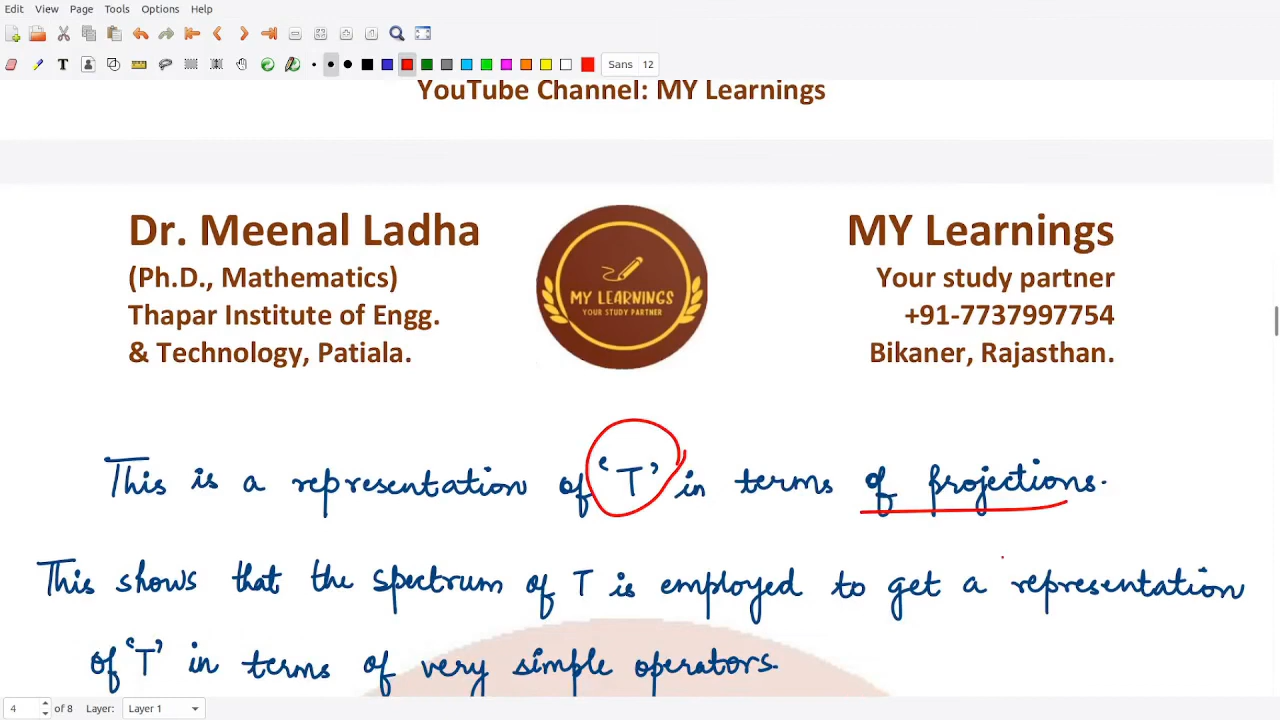 Edit View Page Tools Options Help
Sans 12
YouTube Channel: MY Learnings
Dr. Meenal Ladha
(Ph.D., Mathematics)
Thapar Institute of Engg.
& Technology, Patiala.
MY LEARNINGS
YOUR STUDY PARTNER
MY Learnings
Your study partner
+91-7737997754
Bikaner, Rajasthan.
This is a representation of 'T' in terms of projections.
This shows that the spectrum of T is employed to get a representation
of 'T' in terms of very simple operators.
4 of 8 Layer: Layer 1